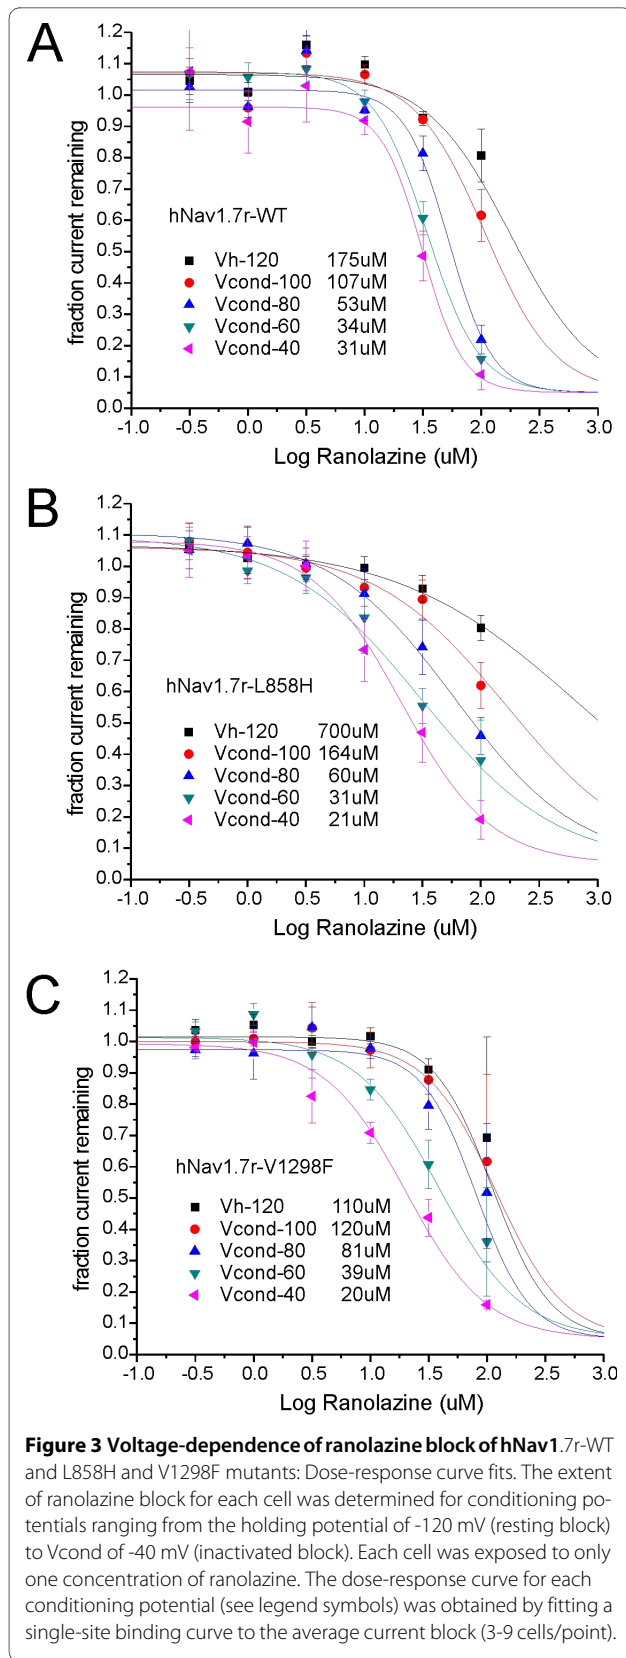 A
1.2
1.1
1.0
0.9
0.8
0.7
0.6
0.5
0.4
0.3
0.2
0.1
0.0
fraction current remaining
hNav1.7r-WT
Vh-120 175uM
Vcond-100 107uM
Vcond-80 53uM
Vcond-60 34uM
Vcond-40 31uM
-1.0 -0.5 0.0 0.5 1.0 1.5 2.0 2.5 3.0
Log Ranolazine (uM)
B
1.2
1.1
1.0
0.9
0.8
0.7
0.6
0.5
0.4
0.3
0.2
0.1
0.0
fraction current remaining
hNav1.7r-L858H
Vh-120 700uM
Vcond-100 164uM
Vcond-80 60uM
Vcond-60 31uM
Vcond-40 21uM
-1.0 -0.5 0.0 0.5 1.0 1.5 2.0 2.5 3.0
Log Ranolazine (uM)
C
1.2
1.1
1.0
0.9
0.8
0.7
0.6
0.5
0.4
0.3
0.2
0.1
0.0
fraction current remaining
hNav1.7r-V1298F
Vh-120 110uM
Vcond-100 120uM
Vcond-80 81uM
Vcond-60 39uM
Vcond-40 20uM
-1.0 -0.5 0.0 0.5 1.0 1.5 2.0 2.5 3.0
Log Ranolazine (uM)
Figure 3 Voltage-dependence of ranolazine block of hNav1.7r-WT
and L858H and V1298F mutants: Dose-response curve fits. The extent
of ranolazine block for each cell was determined for conditioning po-
tentials ranging from the holding potential of -120 mV (resting block)
to Vcond of -40 mV (inactivated block). Each cell was exposed to only
one concentration of ranolazine. The dose-response curve for each
conditioning potential (see legend symbols) was obtained by fitting a
single-site binding curve to the average current block (3-9 cells/point).